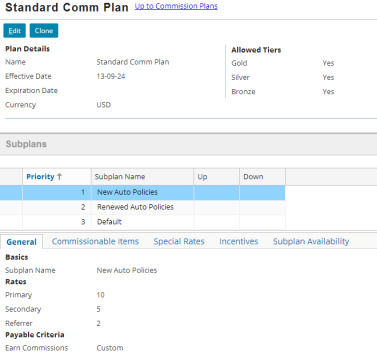 Standard Comm Plan Up to Commission Plans
Edit Clone
Plan Details Allowed Tiers
Name Standard Comm Plan Gold Yes
Effective Date 13-09-24 Silver Yes
Expiration Date Bronze Yes
Currency USD
Subplans
Priority ↑ Subplan Name Up Down
1 New Auto Policies
2 Renewed Auto Policies
3 Default
General Commissionable Items Special Rates Incentives Subplan Availability
Basics
Subplan Name New Auto Policies
Rates
Primary 10
Secondary 5
Referrer 2
Payable Criteria
Earn Commissions Custom